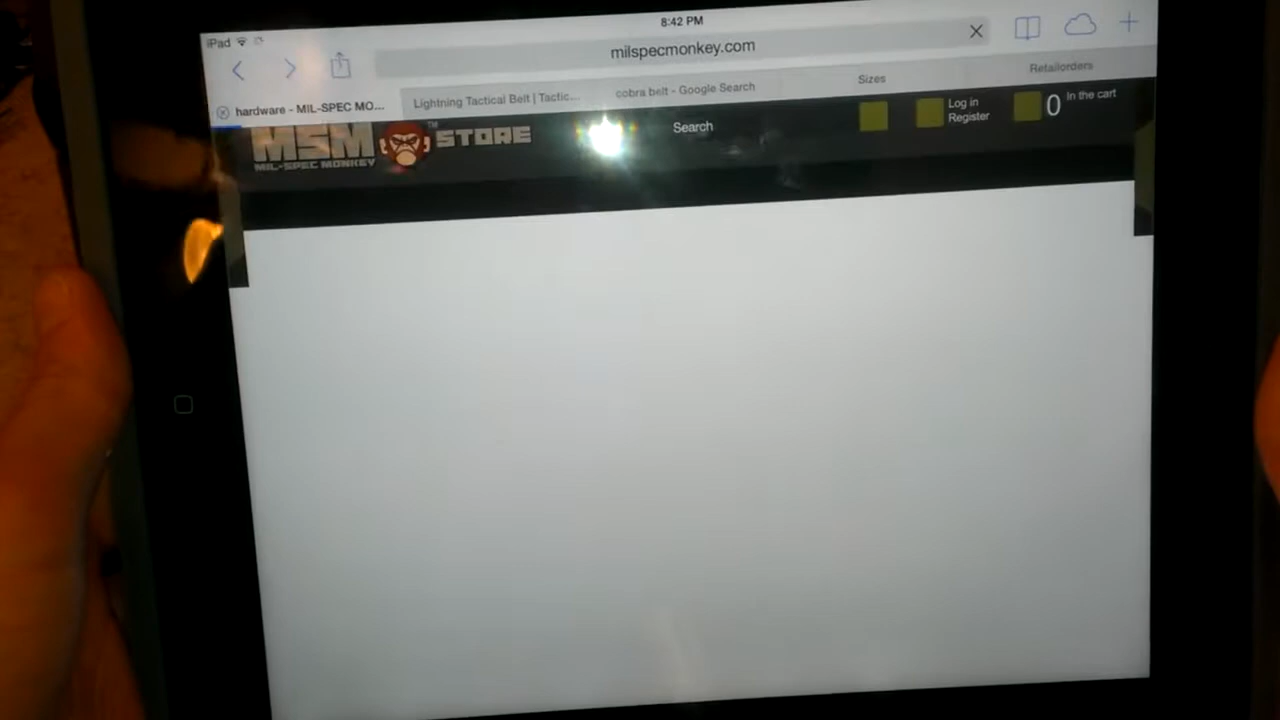 iPad
8:42 PM
milspecmonkey.com
hardware - MIL-SPEC MO...
Lightning Tactical Belt | Tactic...
cobra belt - Google Search
Sizes
Retailorders
MSM
MIL-SPEC MONKEY
TM
STORE
Search
Log in
Register
0
In the cart